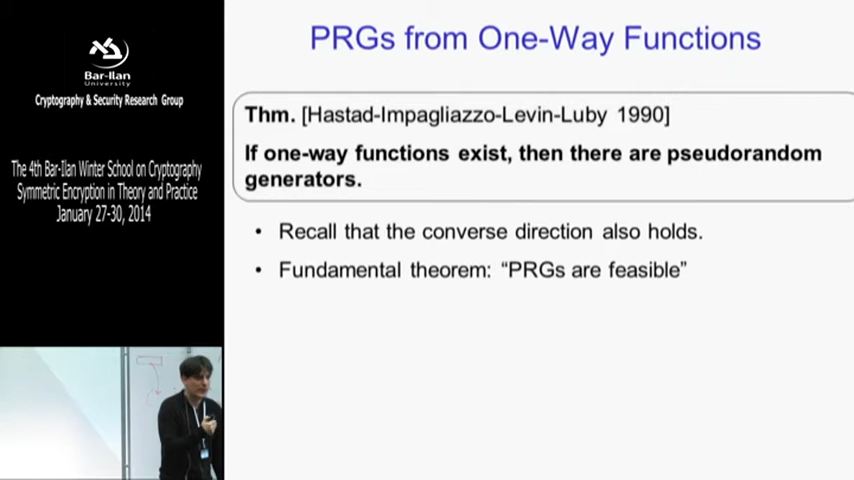 Bar-Ilan
University
Cryptography & Security Research Group
The 4th Bar-Ilan Winter School on Cryptography
Symmetric Encryption in Theory and Practice
January 27-30, 2014
PRGs from One-Way Functions
Thm. [Hastad-Impagliazzo-Levin-Luby 1990]
If one-way functions exist, then there are pseudorandom
generators.
• Recall that the converse direction also holds.
• Fundamental theorem: “PRGs are feasible”